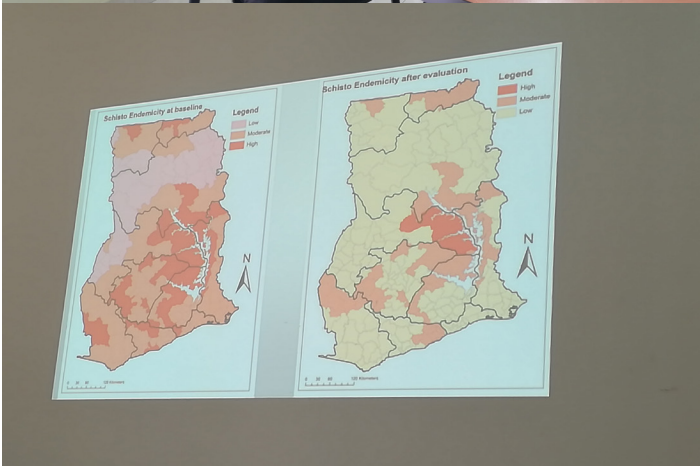 Schisto Endemicity at baseline
Legend
Low
Moderate
High
N
Schisto Endemicity after evaluation
Legend
High
Moderate
Low
N